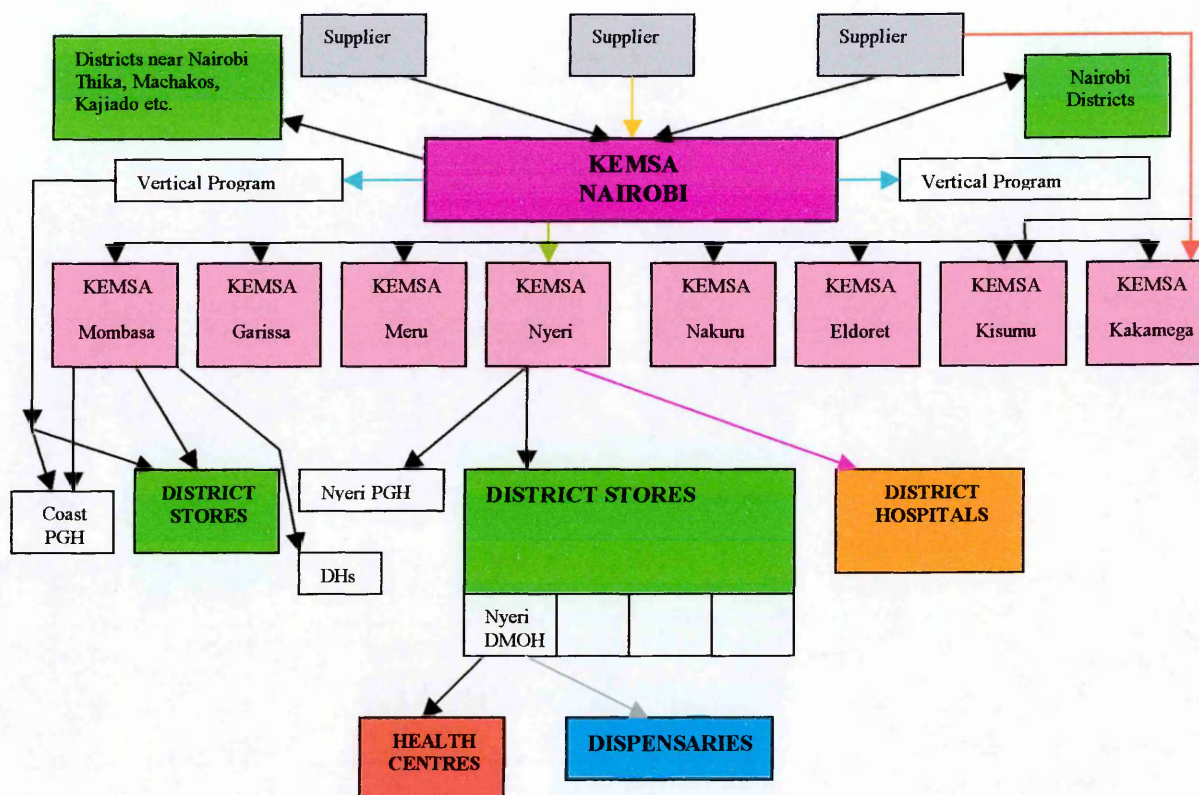 Supplier
Supplier
Supplier
Districts near Nairobi
Thika, Machakos,
Kajiado etc.
Nairobi
Districts
KEMSA
NAIROBI
Vertical Program
Vertical Program
KEMSA
Mombasa
KEMSA
Garissa
KEMSA
Meru
KEMSA
Nyeri
KEMSA
Nakuru
KEMSA
Eldoret
KEMSA
Kisumu
KEMSA
Kakamega
Coast
PGH
DISTRICT
STORES
DHs
Nyeri PGH
DISTRICT STORES
DISTRICT
HOSPITALS
Nyeri
DMOH
HEALTH
CENTRES
DISPENSARIES